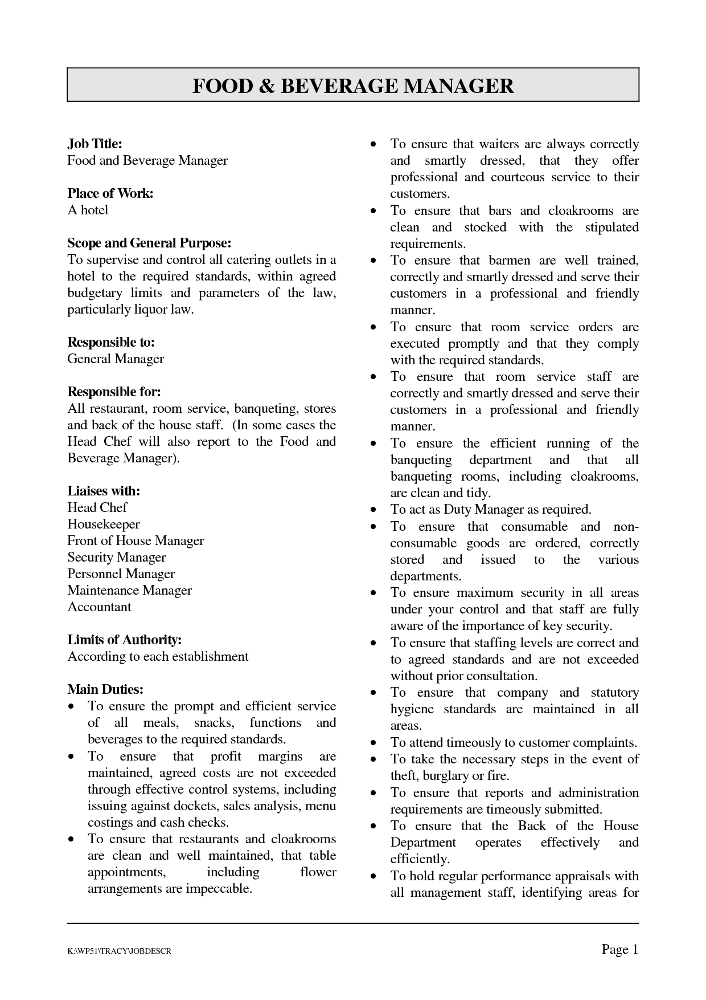 FOOD & BEVERAGE MANAGER
Job Title:
Food and Beverage Manager
Place of Work:
A hotel
Scope and General Purpose:
To supervise and control all catering outlets in a
hotel to the required standards, within agreed
budgetary limits and parameters of the law,
particularly liquor law.
Responsible to:
General Manager
Responsible for:
All restaurant, room service, banqueting, stores
and back of the house staff. (In some cases the
Head Chef will also report to the Food and
Beverage Manager).
Liaises with:
Head Chef
Housekeeper
Front of House Manager
Security Manager
Personnel Manager
Maintenance Manager
Accountant
Limits of Authority:
According to each establishment
Main Duties:
• To ensure the prompt and efficient service
of all meals, snacks, functions and
beverages to the required standards.
• To ensure that profit margins are
maintained, agreed costs are not exceeded
through effective control systems, including
issuing against dockets, sales analysis, menu
costings and cash checks.
• To ensure that restaurants and cloakrooms
are clean and well maintained, that table
appointments, including flower
arrangements are impeccable.
• To ensure that waiters are always correctly
and smartly dressed, that they offer
professional and courteous service to their
customers.
• To ensure that bars and cloakrooms are
clean and stocked with the stipulated
requirements.
• To ensure that barmen are well trained,
correctly and smartly dressed and serve their
customers in a professional and friendly
manner.
• To ensure that room service orders are
executed promptly and that they comply
with the required standards.
• To ensure that room service staff are
correctly and smartly dressed and serve their
customers in a professional and friendly
manner.
• To ensure the efficient running of the
banqueting department and that all
banqueting rooms, including cloakrooms,
are clean and tidy.
• To act as Duty Manager as required.
• To ensure that consumable and non-
consumable goods are ordered, correctly
stored and issued to the various
departments.
• To ensure maximum security in all areas
under your control and that staff are fully
aware of the importance of key security.
• To ensure that staffing levels are correct and
to agreed standards and are not exceeded
without prior consultation.
• To ensure that company and statutory
hygiene standards are maintained in all
areas.
• To attend timeously to customer complaints.
• To take the necessary steps in the event of
theft, burglary or fire.
• To ensure that reports and administration
requirements are timeously submitted.
• To ensure that the Back of the House
Department operates effectively and
efficiently.
• To hold regular performance appraisals with
all management staff, identifying areas for
K:\WP51\TRACY\JOBDESCR
Page 1